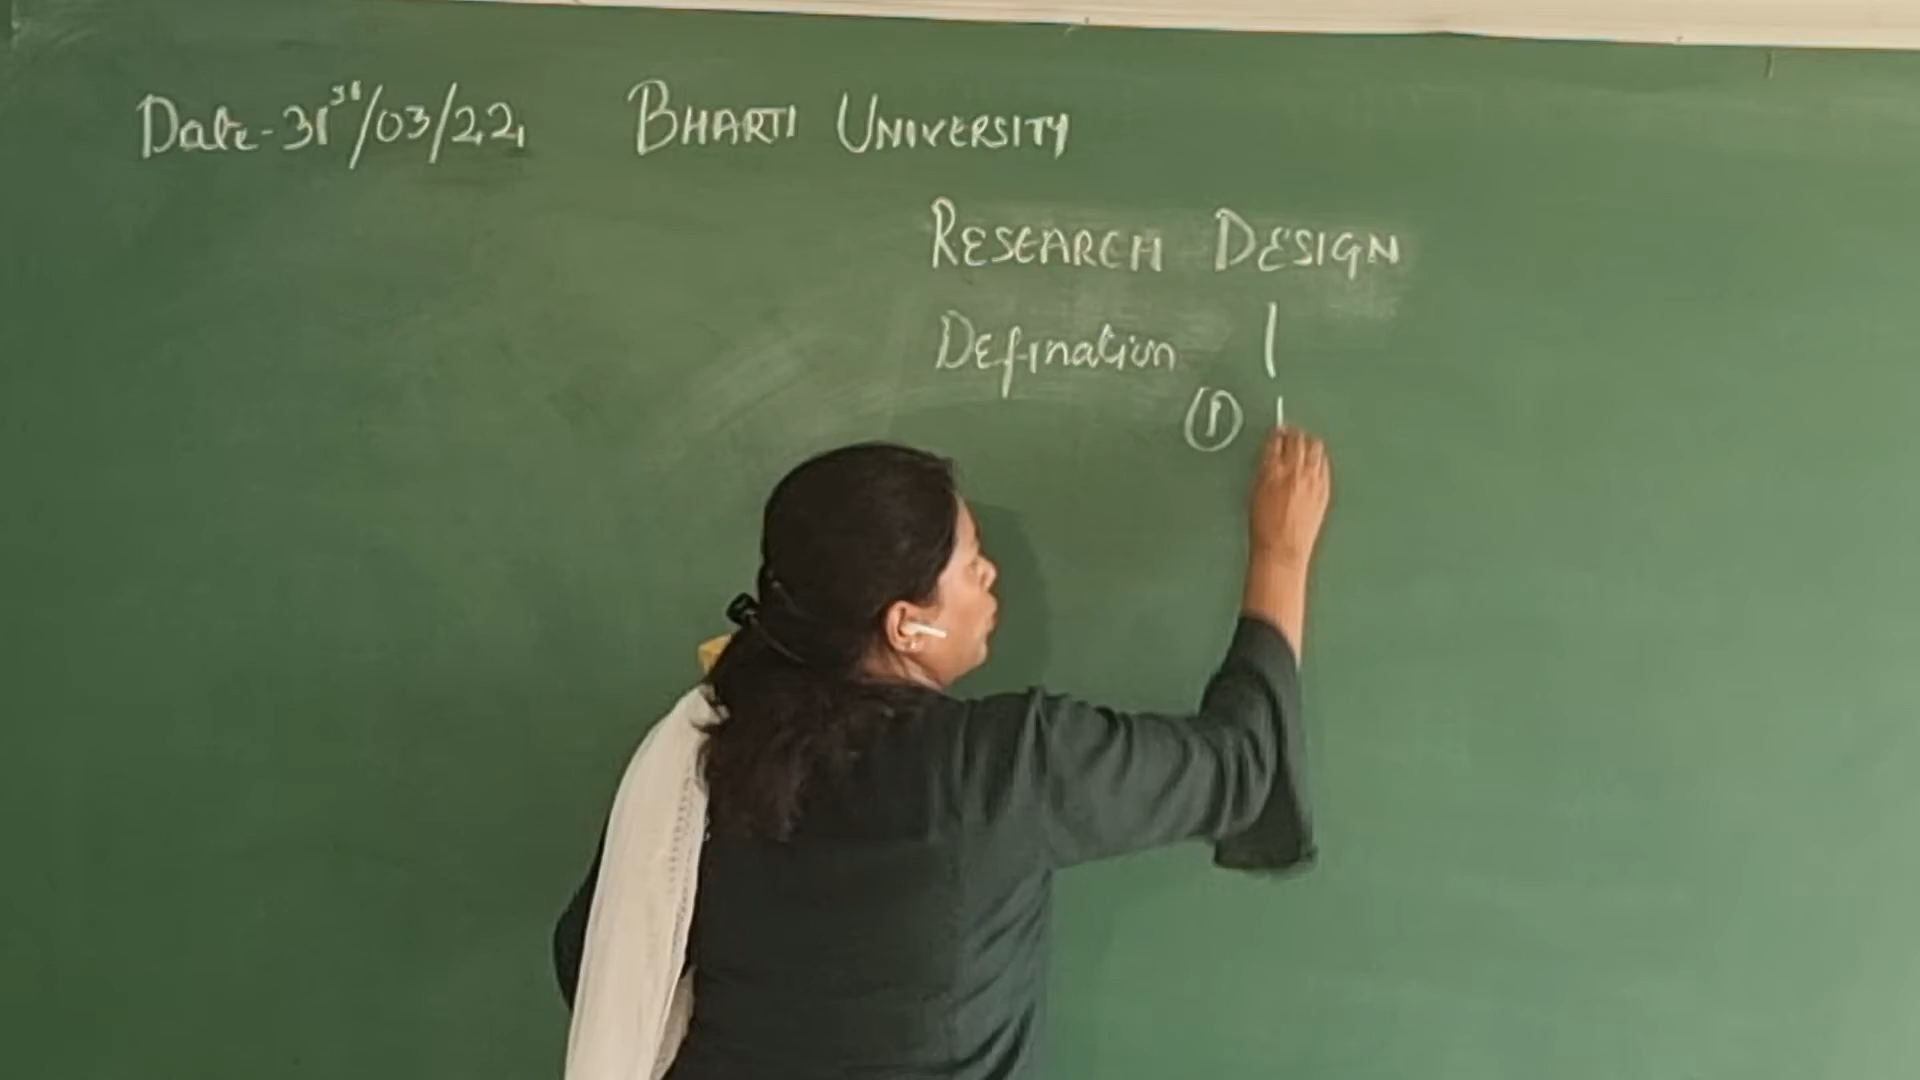 Date-31st/03/22, BHARTI UNIVERSITY
RESEARCH DESIGN
Defination |
① |